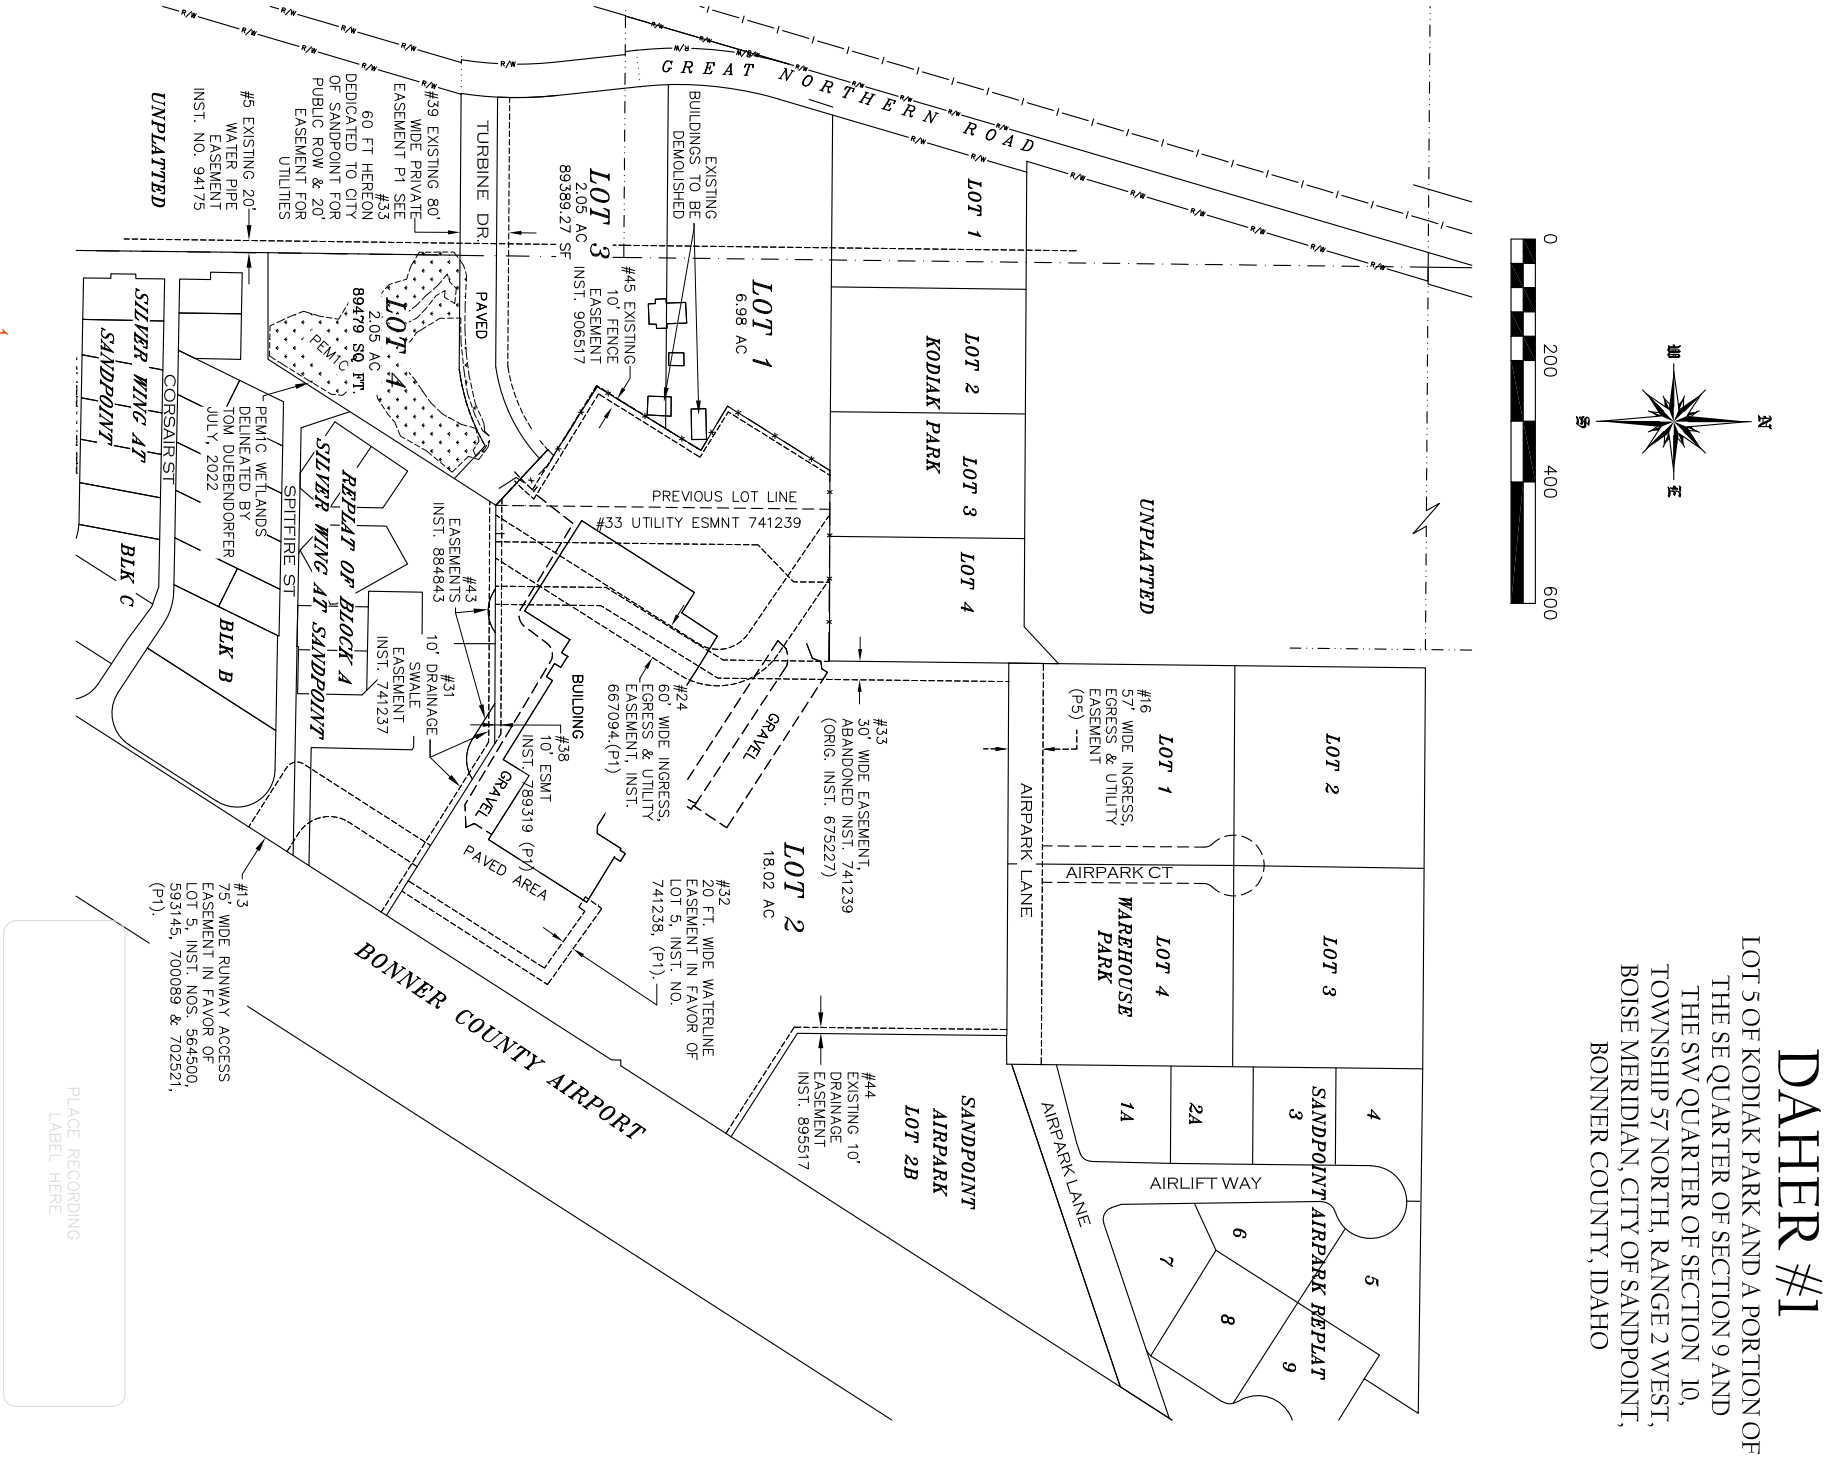 DAHER #1
LOT 5 OF KODIAK PARK AND A PORTION OF
THE SE QUARTER OF SECTION 9 AND
THE SW QUARTER OF SECTION 10,
TOWNSHIP 57 NORTH, RANGE 2 WEST,
BOISE MERIDIAN, CITY OF SANDPOINT,
BONNER COUNTY, IDAHO
N
W
E
S
0
200
400
600
GREAT NORTHERN ROAD
R/W R/W R/W R/W R/W R/W R/W R/W
UNPLATTED
LOT 1
LOT 2
KODIAK PARK
LOT 3
LOT 4
LOT 2
LOT 3
LOT 1
LOT 4
WAREHOUSE
PARK
#16
57' WIDE INGRESS,
EGRESS & UTILITY
EASEMENT
(P5)
AIRPARK CT
AIRPARK LANE
4
3
2A
1A
SANDPOINT AIRPARK REPLAT
AIRLIFT WAY
5
6
7
8
9
AIRPARK LANE
SANDPOINT
AIRPARK
LOT 2B
#44
EXISTING 10'
DRAINAGE
EASEMENT
INST. 895517
#33
30' WIDE EASEMENT,
ABANDONED INST. 741239
(ORIG. INST. 675227)
LOT 2
18.02 AC
GRAVEL
LOT 1
6.98 AC
EXISTING
BUILDINGS TO BE
DEMOLISHED
PREVIOUS LOT LINE
#33 UTILITY ESMNT 741239
#45 EXISTING
10' FENCE
EASEMENT
INST. 906517
LOT 3
2.05 AC
89389.27 SF
#24
60' WIDE INGRESS,
EGRESS & UTILITY
EASEMENT, INST.
667094.(P1)
#32
20 FT. WIDE WATERLINE
EASEMENT IN FAVOR OF
LOT 5, INST. NO.
741238, (P1).
BUILDING
#38
10' ESMT
INST. 789319 (P1)
GRAVEL
PAVED AREA
TURBINE DR.
PAVED
#39 EXISTING 80'
WIDE PRIVATE
EASEMENT P1 SEE
#33
60 FT HEREON
DEDICATED TO CITY
OF SANDPOINT FOR
PUBLIC ROW & 20'
EASEMENT FOR
UTILITIES
#5 EXISTING 20'
WATER PIPE
EASEMENT
INST. NO. 94175
UNPLATTED
LOT 4
2.05 AC
89479 SQ FT
PEM1C
PEM1C WETLANDS
DELINEATED BY
TOM DUEBENDORFER
JULY, 2022
#43
EASEMENTS
INST. 884843
#31
10' DRAINAGE
SWALE
EASEMENT
INST. 741237
REPLAT OF BLOCK A
SILVER WING AT SANDPOINT
SPITFIRE ST
CORSAIR ST
SILVER WING AT
SANDPOINT
BLK C
BLK B
#13
75' WIDE RUNWAY ACCESS
EASEMENT IN FAVOR OF
LOT 5, INST. NOS. 564500,
593145, 700089 & 702521,
(P1).
BONNER COUNTY AIRPORT
PLACE RECORDING
LABEL HERE